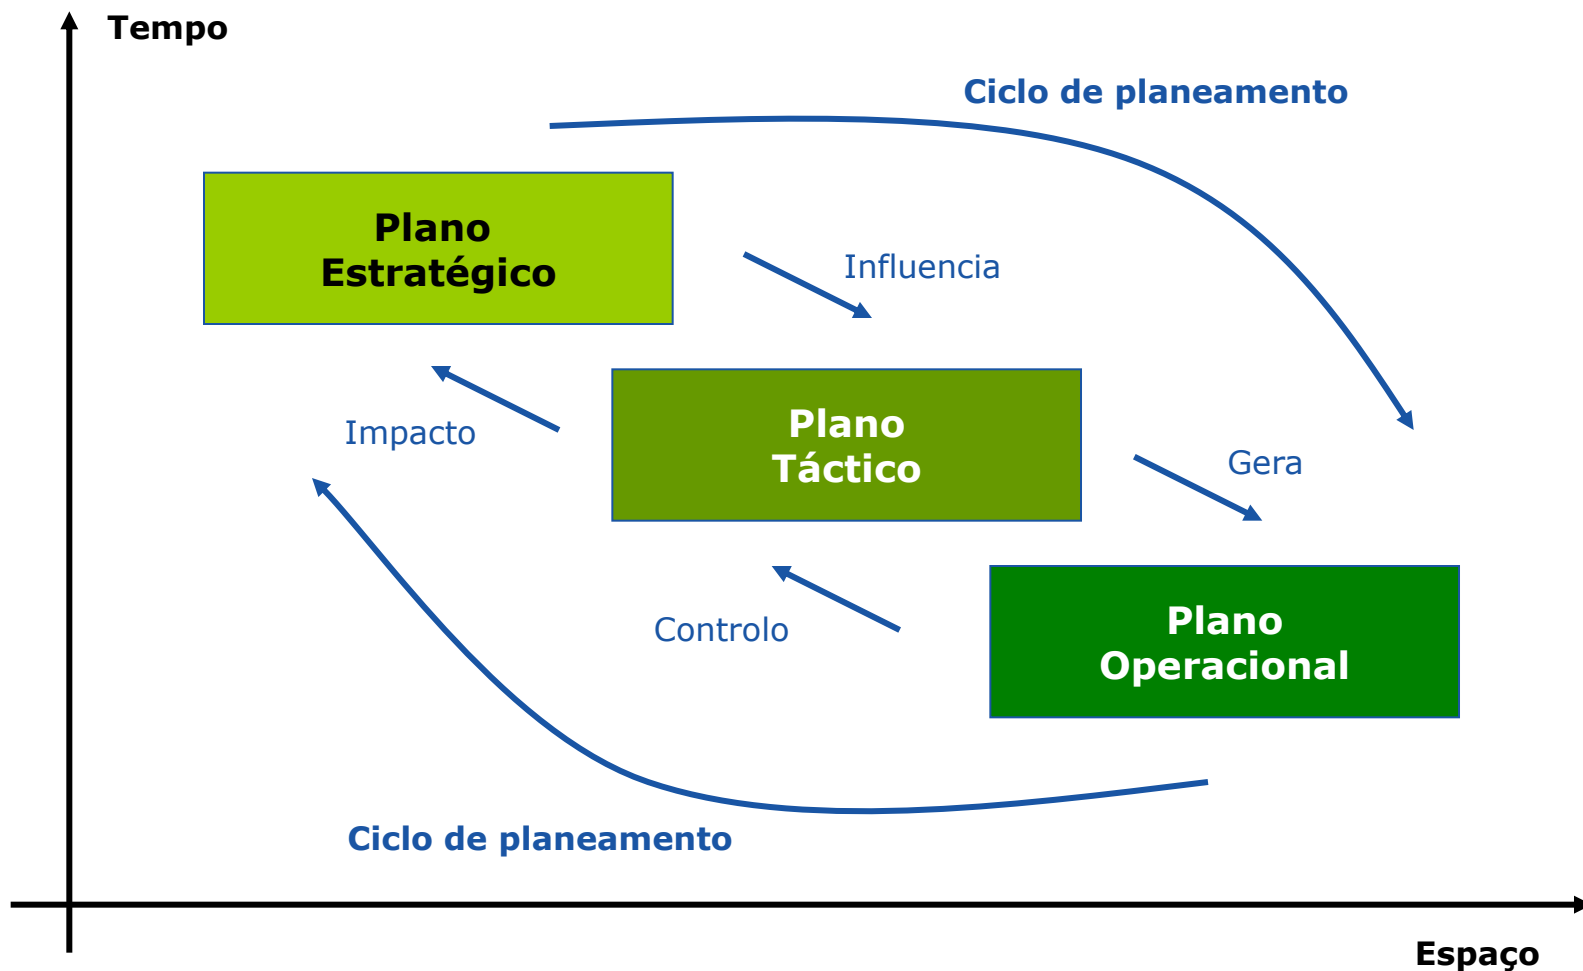 Tempo
Ciclo de planeamento
Plano
Estratégico
Influencia
Impacto
Plano
Táctico
Gera
Controlo
Plano
Operacional
Ciclo de planeamento
Espaço